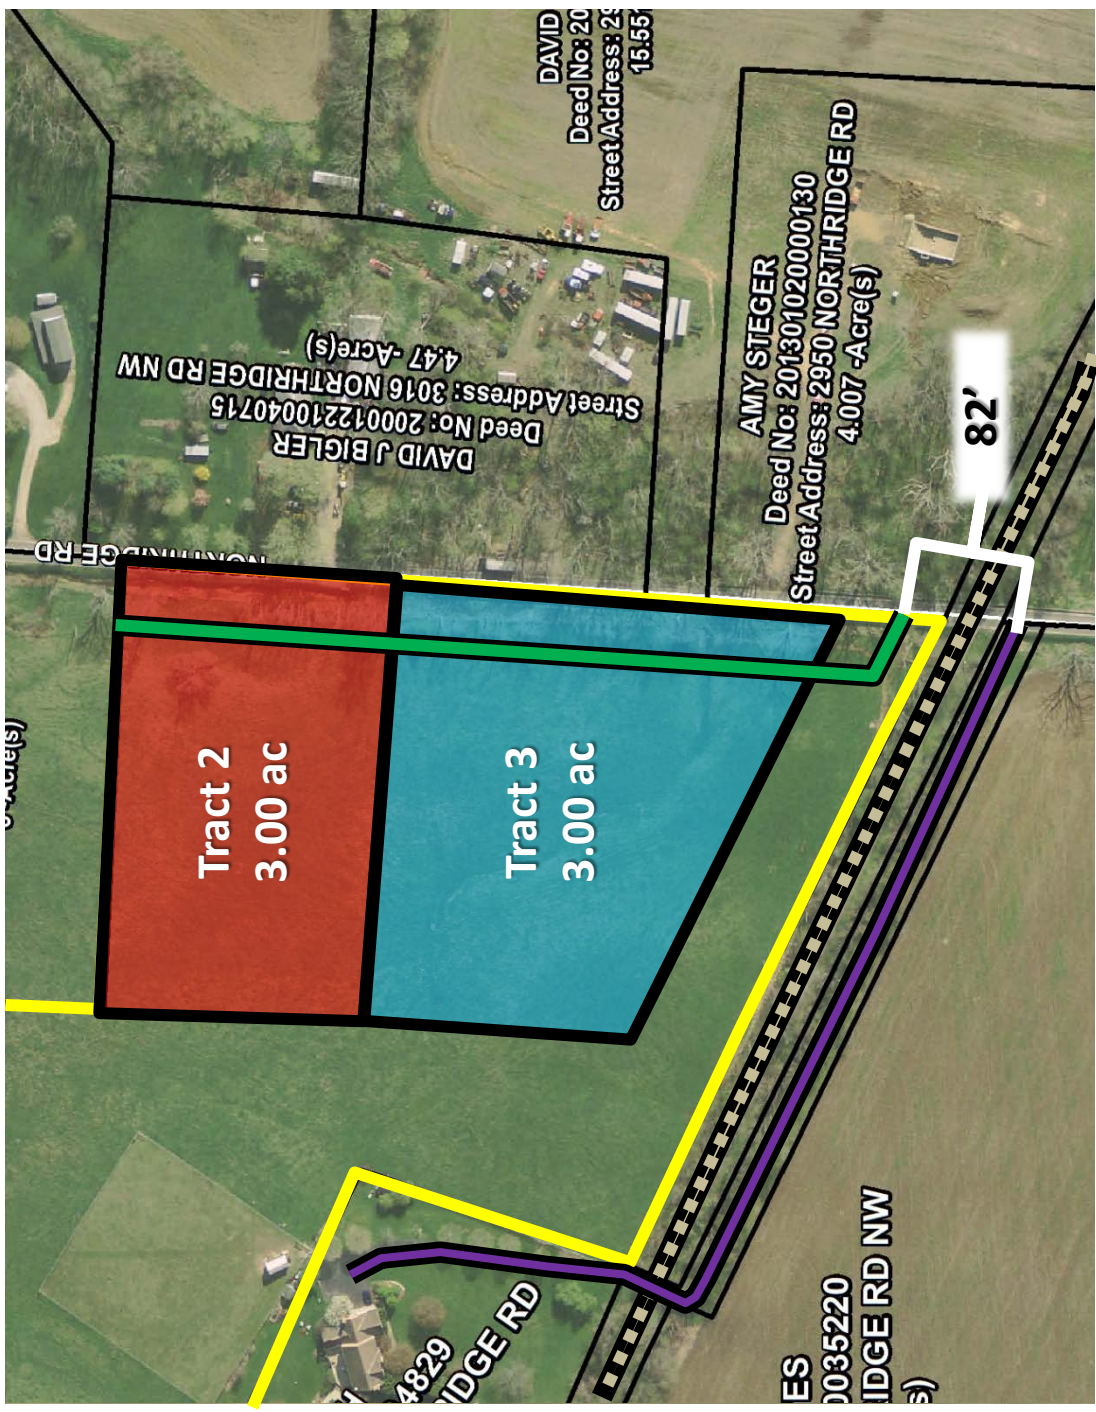 DAVID
Deed No: 20
Street Address: 29
15.551
AMY STEGER
Deed No: 201301020000130
Street Address: 2950 NORTHRIDGE RD
4.007 -Acre(s)
DAVID J BIGLER
Deed No: 200012210040715
Street Address: 3016 NORTHRIDGE RD NW
4.47 -Acre(s)
NORTHRIDGE RD
82’
Tract 2
3.00 ac
Tract 3
3.00 ac
-Acre(s)
H
4829
IDGE RD
ES
0035220
IDGE RD NW
s)